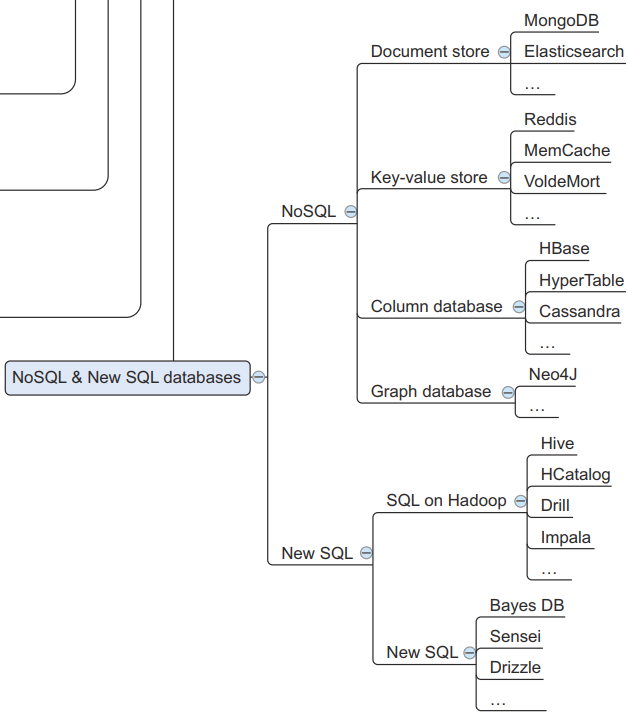 MongoDB
Document store
Elasticsearch
...
Reddis
MemCache
Key-value store
VoldeMort
...
NoSQL
HBase
HyperTable
Column database
Cassandra
...
NoSQL & New SQL databases
Neo4J
Graph database
...
Hive
HCatalog
SQL on Hadoop
Drill
Impala
...
New SQL
Bayes DB
Sensei
New SQL
Drizzle
...